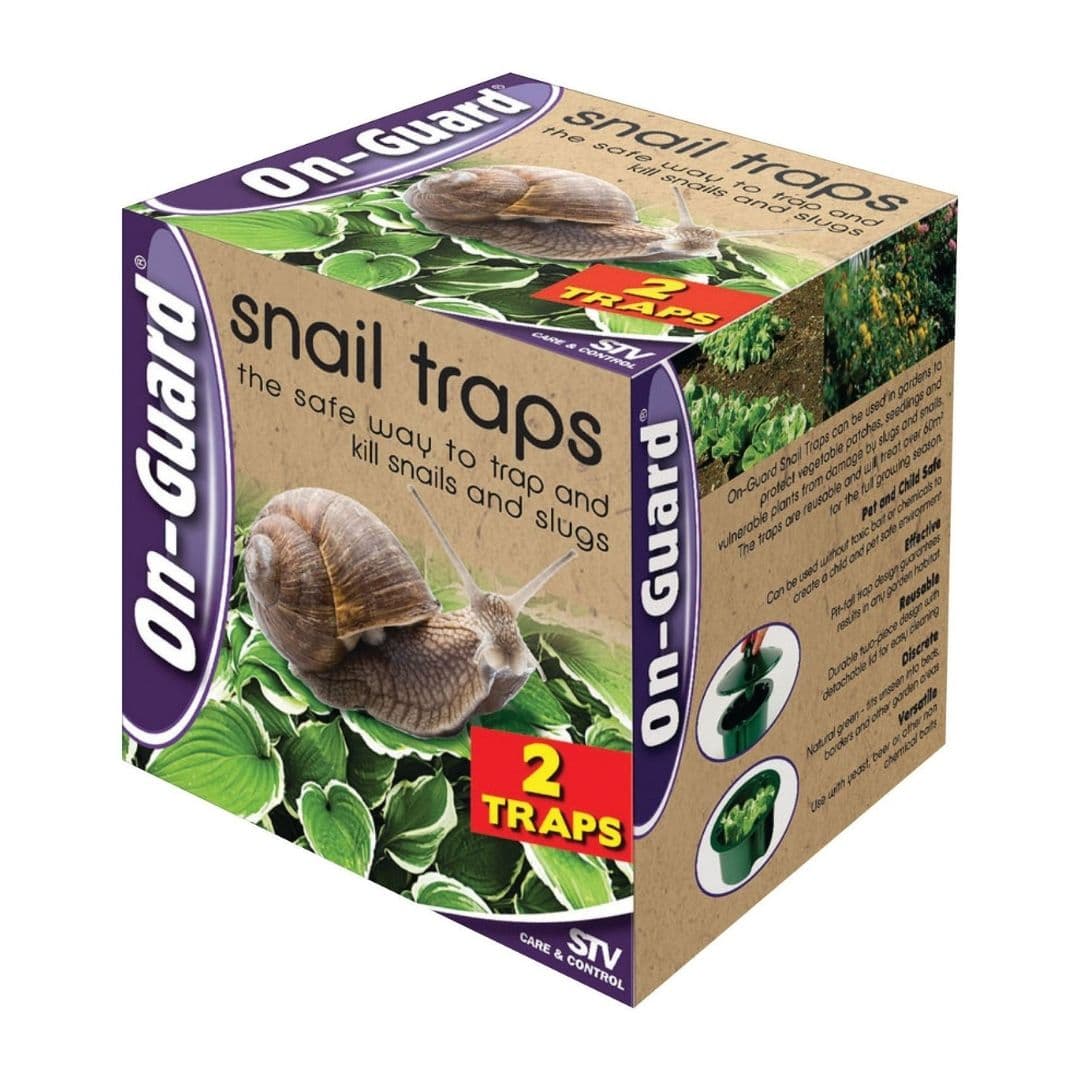 On-Guard®
snail traps
the safe way to trap and
kill snails and slugs
2
TRAPS
STV
CARE & CONTROL
On-Guard®
snail traps
the safe way to trap and
kill snails and slugs
2
TRAPS
STV
CARE & CONTROL
On-Guard®
On-Guard Snail Traps can be used in gardens to
protect vegetable patches, seedlings and
vulnerable plants from damage by slugs and snails.
The traps are reusable and will treat over 60m²
for the full growing season.
Pet and Child Safe
Can be used without toxic bait or chemicals to
create a child and pet safe environment
Effective
Pit-fall trap design guarantees
results in any garden habitat
Reusable
Durable two-piece design with
detachable lid for easy cleaning
Discrete
Natural green - fits unseen into beds,
borders and other garden areas
Versatile
Use with yeast, beer or other non
chemical baits